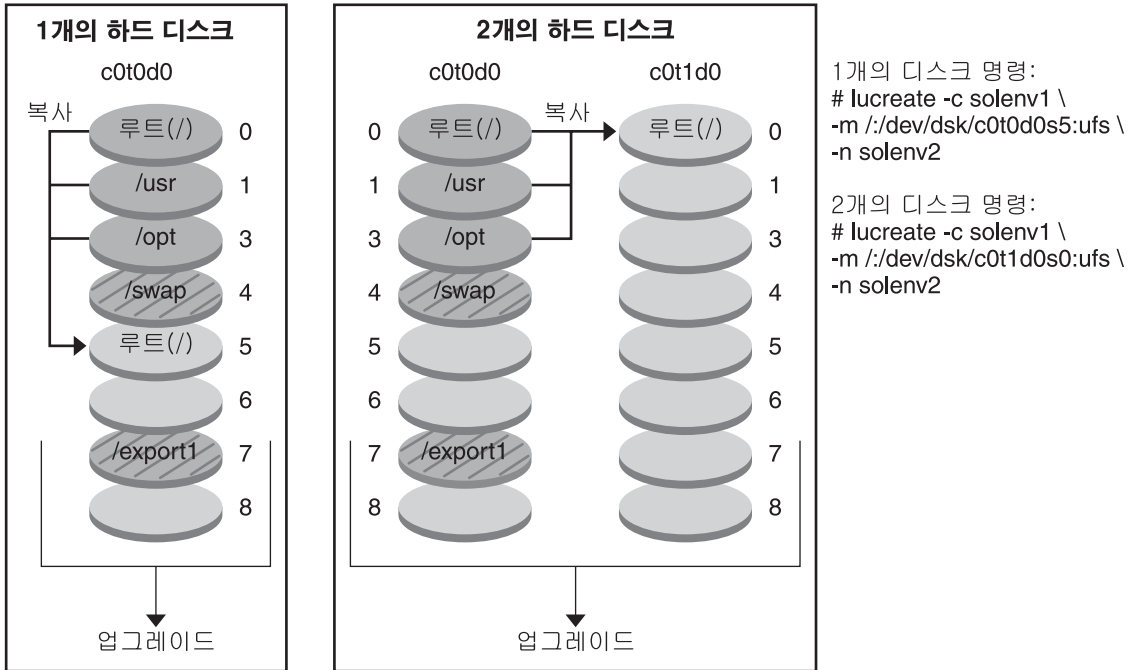 1개의 하드 디스크
c0t0d0
복사
루트(/) 0
/usr 1
/opt 3
/swap 4
루트(/) 5
6
/export1 7
8
업그레이드
2개의 하드 디스크
c0t0d0 c0t1d0
복사
0 루트(/) 루트(/) 0
1 /usr 1
3 /opt 3
4 /swap 4
5 5
6 6
7 /export1 7
8 8
업그레이드
1개의 디스크 명령:
# lucreate -c solenv1 \
-m /:/dev/dsk/c0t0d0s5:ufs \
-n solenv2
2개의 디스크 명령:
# lucreate -c solenv1 \
-m /:/dev/dsk/c0t1d0s0:ufs \
-n solenv2